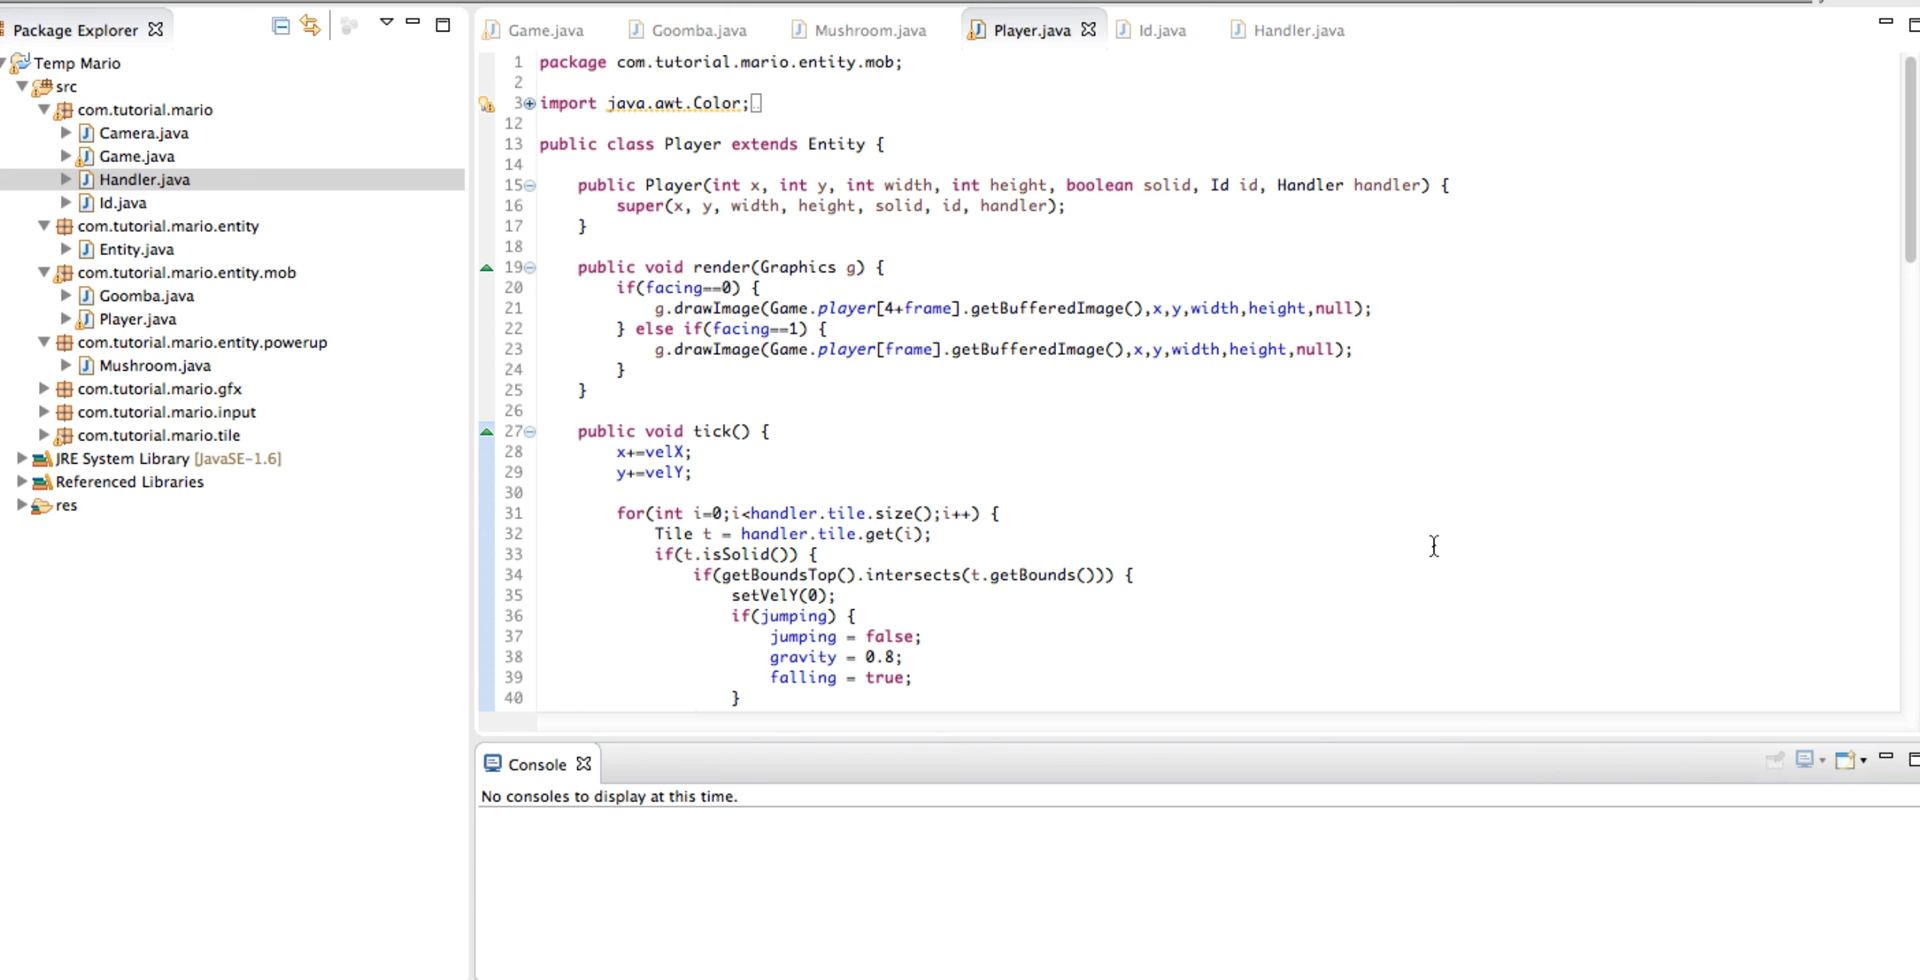 Package Explorer
Temp Mario
src
com.tutorial.mario
Camera.java
Game.java
Handler.java
Id.java
com.tutorial.mario.entity
Entity.java
com.tutorial.mario.entity.mob
Goomba.java
Player.java
com.tutorial.mario.entity.powerup
Mushroom.java
com.tutorial.mario.gfx
com.tutorial.mario.input
com.tutorial.mario.tile
JRE System Library [JavaSE-1.6]
Referenced Libraries
res
Game.java Goomba.java Mushroom.java Player.java Id.java Handler.java
1 package com.tutorial.mario.entity.mob;
2
3 import java.awt.Color;
12
13 public class Player extends Entity {
14
15 public Player(int x, int y, int width, int height, boolean solid, Id id, Handler handler) {
16 super(x, y, width, height, solid, id, handler);
17 }
18
19 public void render(Graphics g) {
20 if(facing==0) {
21 g.drawImage(Game.player[4+frame].getBufferedImage(),x,y,width,height,null);
22 } else if(facing==1) {
23 g.drawImage(Game.player[frame].getBufferedImage(),x,y,width,height,null);
24 }
25 }
26
27 public void tick() {
28 x+=velX;
29 y+=velY;
30
31 for(int i=0;i<handler.tile.size();i++) {
32 Tile t = handler.tile.get(i);
33 if(t.isSolid()) {
34 if(getBoundsTop().intersects(t.getBounds())) {
35 setVelY(0);
36 if(jumping) {
37 jumping = false;
38 gravity = 0.8;
39 falling = true;
40 }
Console
No consoles to display at this time.